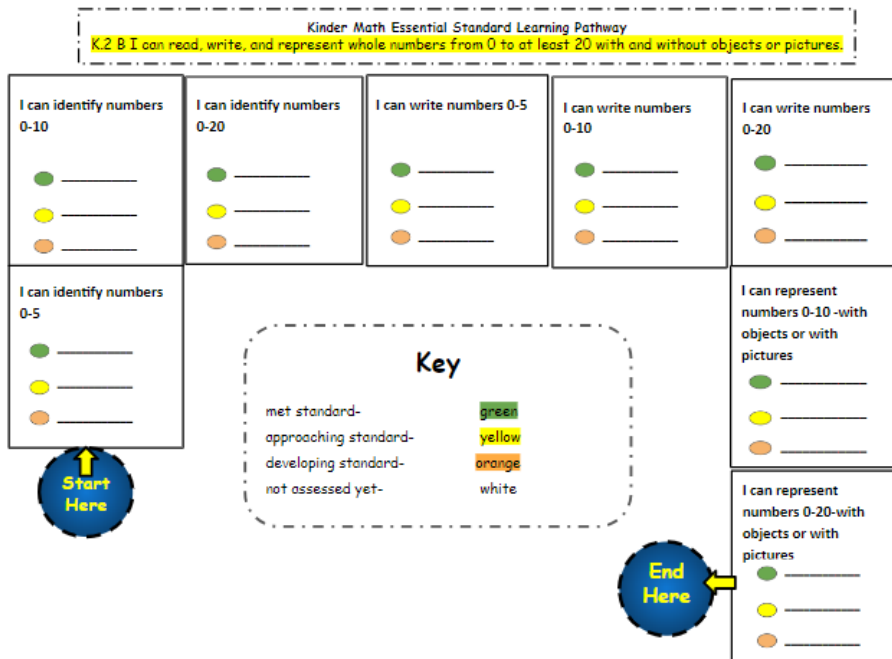 Kinder Math Essential Standard Learning Pathway
K.2 B I can read, write, and represent whole numbers from 0 to at least 20 with and without objects or pictures.
I can identify numbers
0-10
I can identify numbers
0-20
I can write numbers 0-5
I can write numbers
0-10
I can write numbers
0-20
I can identify numbers
0-5
Start
Here
Key
met standard- green
approaching standard- yellow
developing standard- orange
not assessed yet- white
I can represent
numbers 0-10 -with
objects or with
pictures
I can represent
numbers 0-20-with
objects or with
pictures
End
Here